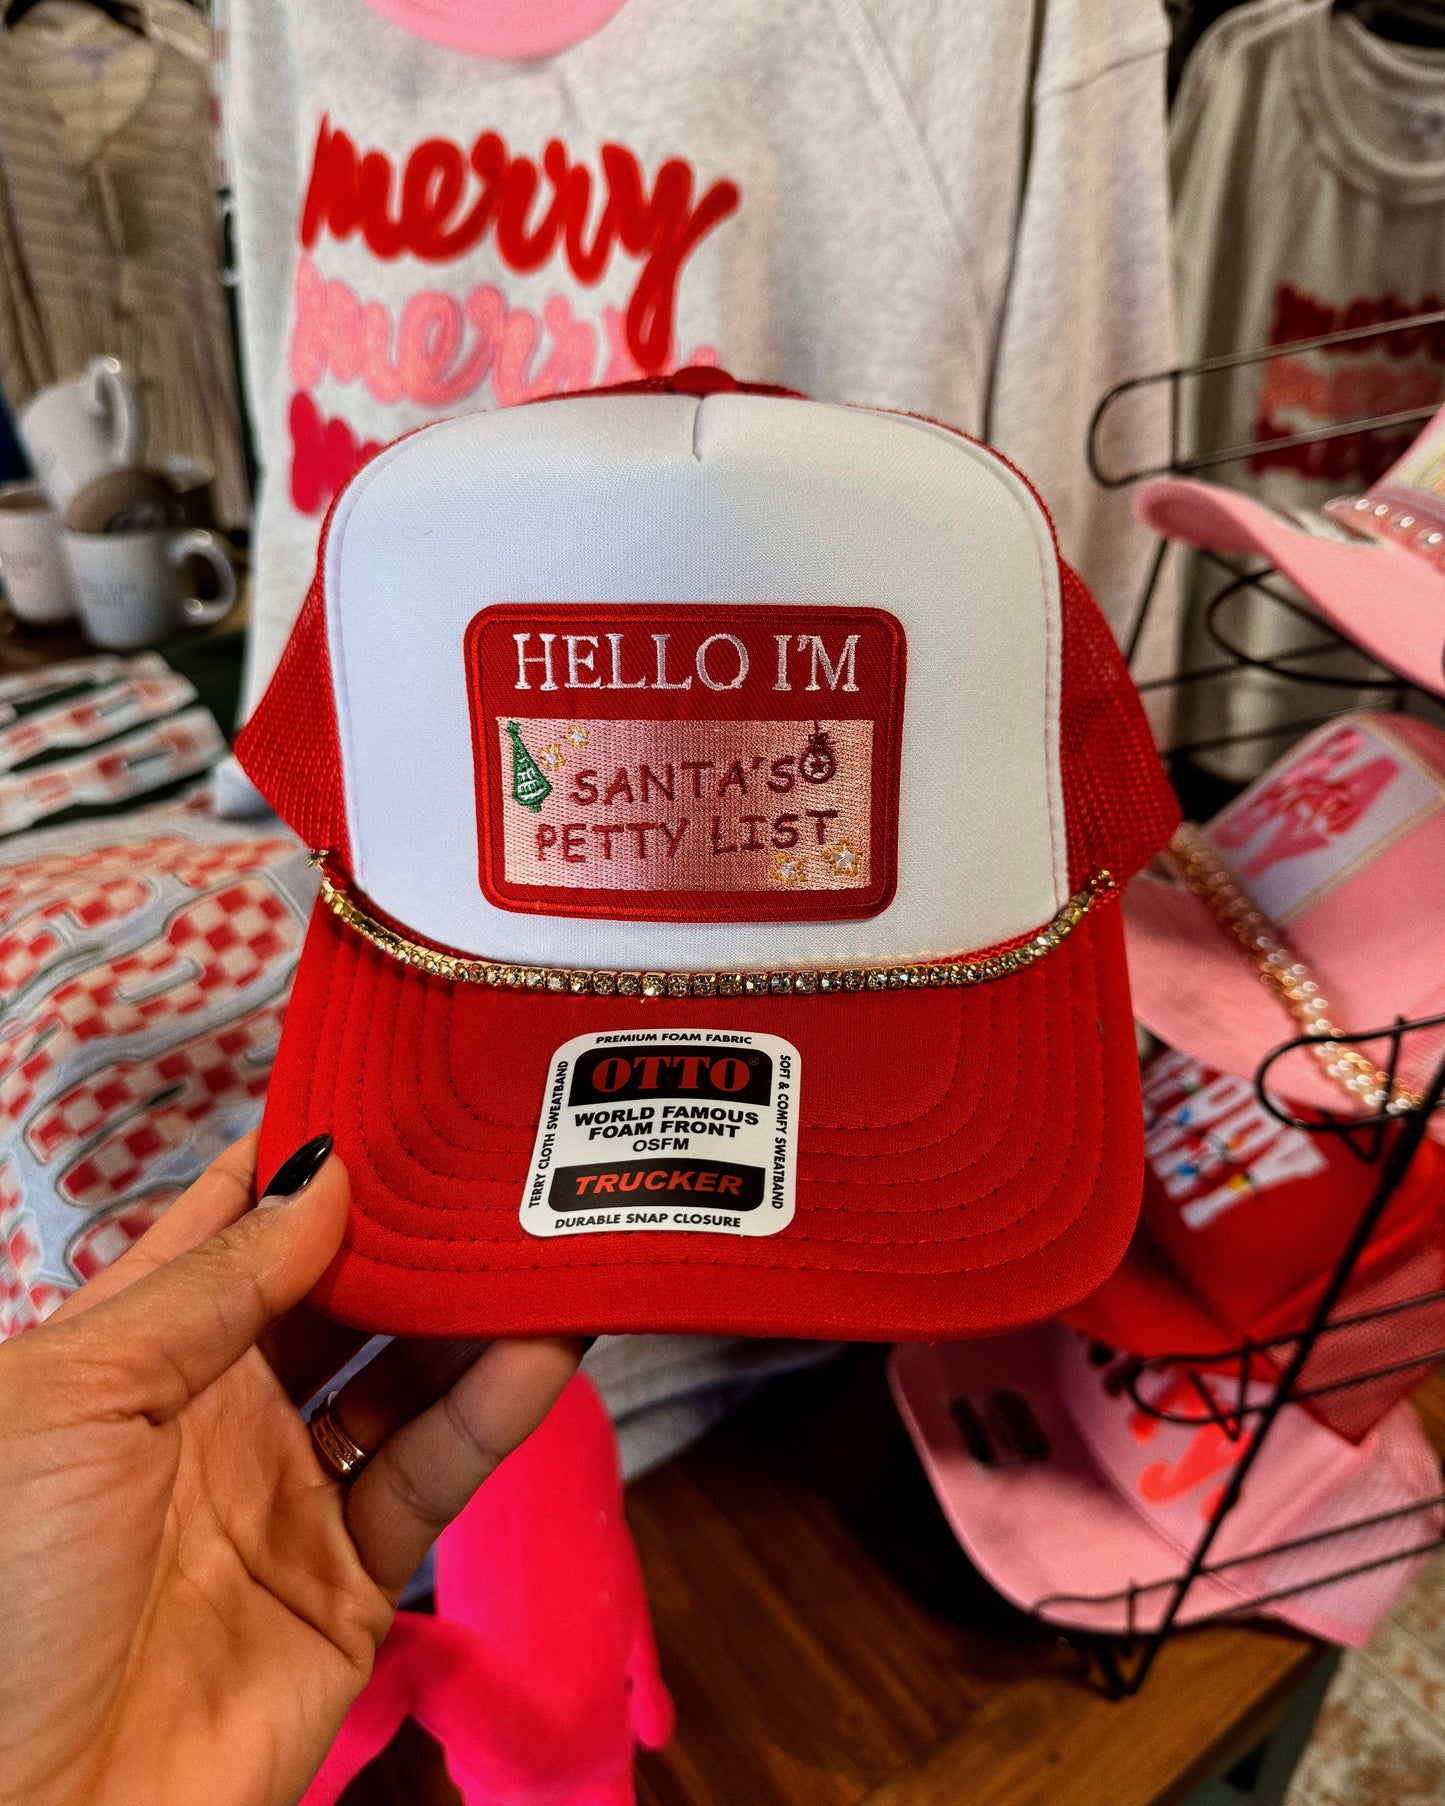 merry
merry
HELLO I'M
SANTA'S
PETTY LIST
PREMIUM FOAM FABRIC
OTTO®
WORLD FAMOUS
FOAM FRONT
OSFM
TRUCKER
DURABLE SNAP CLOSURE
TERRY CLOTH SWEATBAND
SOFT & COMFY SWEATBAND